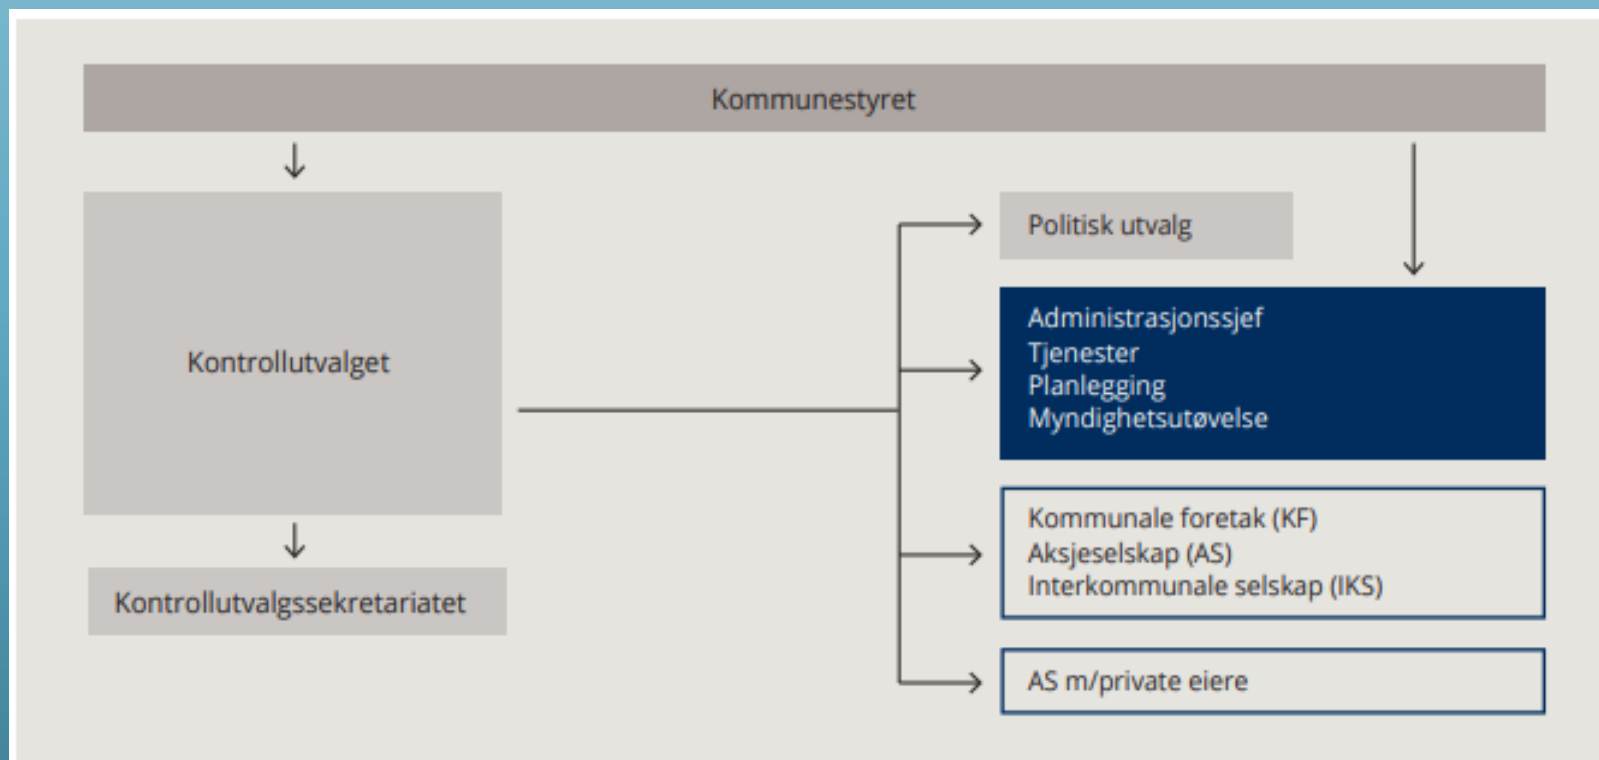 Kommunestyret
Kontrollutvalget
Kontrollutvalgssekretariatet
Politisk utvalg
Administrasjonssjef
Tjenester
Planlegging
Myndighetsutøvelse
Kommunale foretak (KF)
Aksjeselskap (AS)
Interkommunale selskap (IKS)
AS m/private eiere